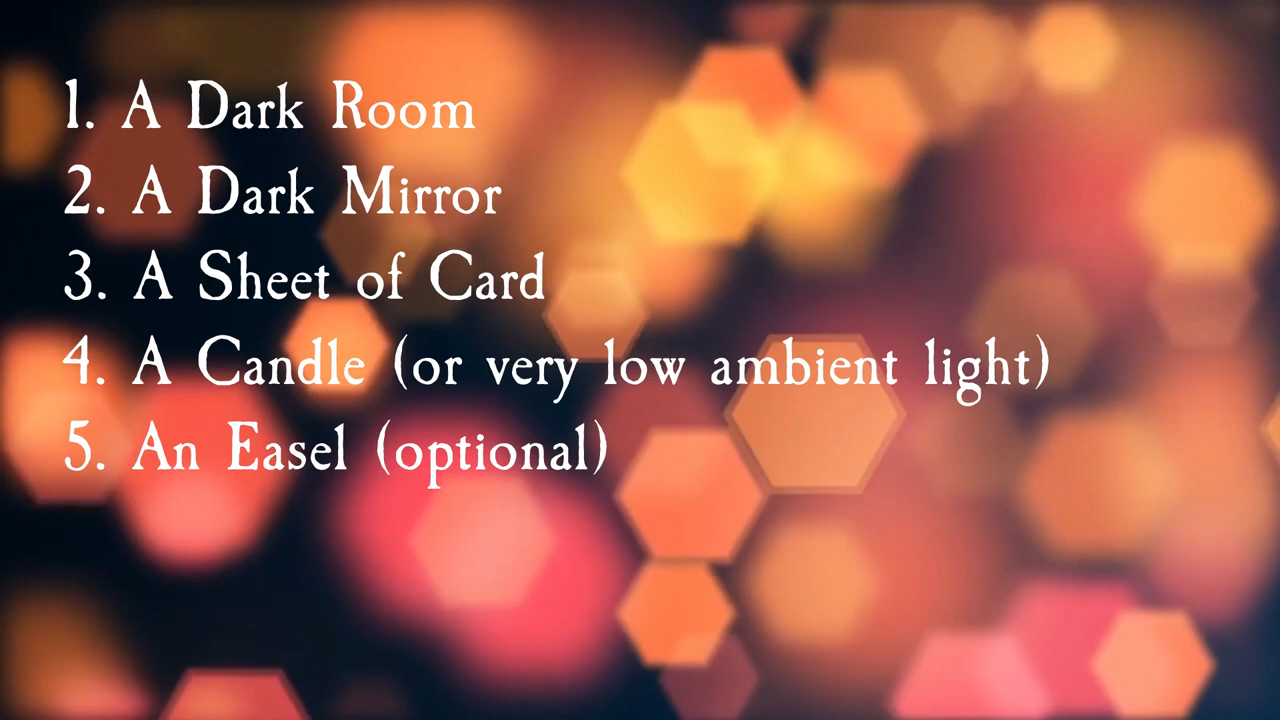 1. A Dark Room
2. A Dark Mirror
3. A Sheet of Card
4. A Candle (or very low ambient light)
5. An Easel (optional)